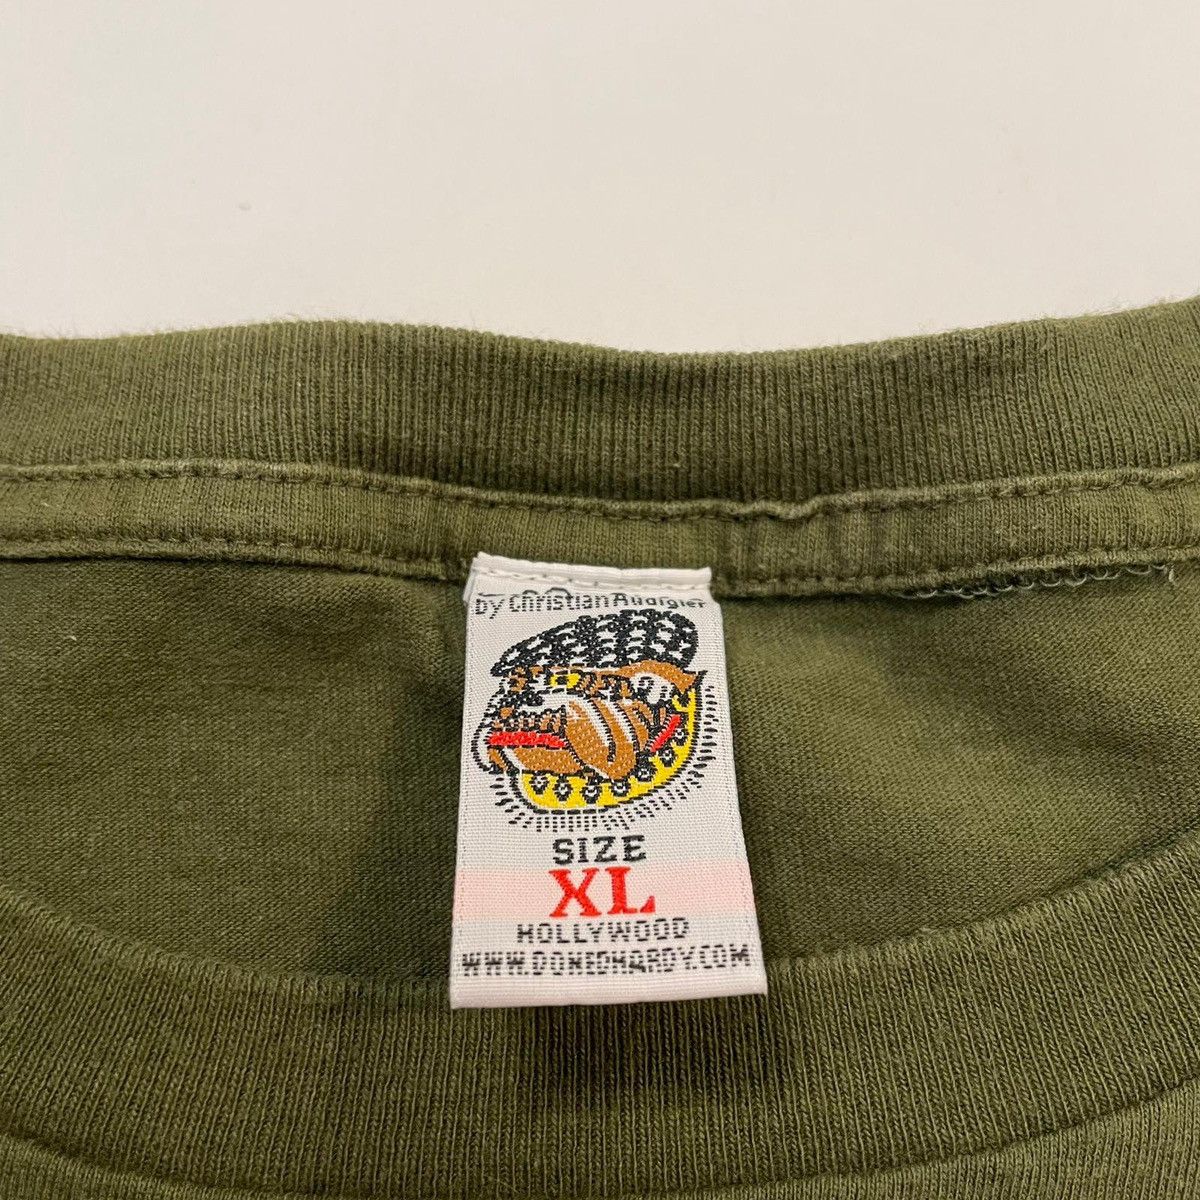 by Christian Audigier
SIZE
XL
HOLLYWOOD
WWW.DONEDHARDY.COM